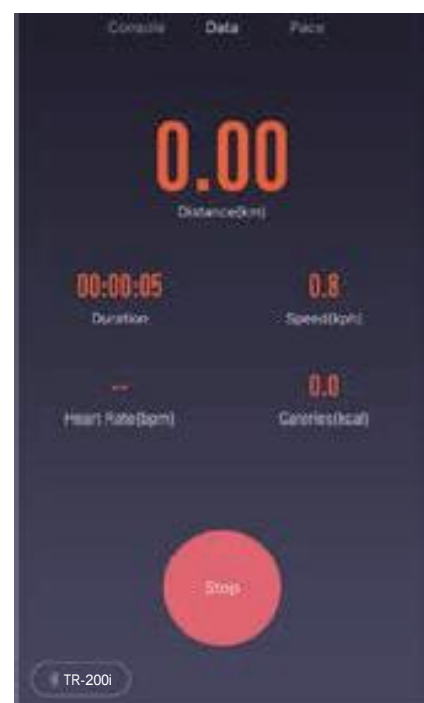 Console Data Pace
0.00
Distance(km)
00:00:05 0.8
Duration Speed(kph)
-- 0.0
Heart Rate(bpm) Calories(kcal)
Stop
TR-200i